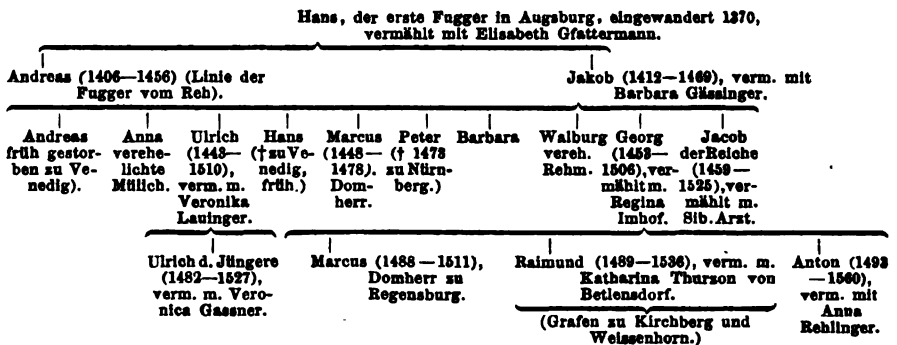 Hans, der erste Fugger in Augsburg, eingewandert 1370,
vermählt mit Elisabeth Gfattermann.
Andreas (1406—1456) (Linie der
Fugger vom Reh).
Jakob (1412—1469), verm. mit
Barbara Gässinger.
Andreas
früh gestor-
ben zu Ve-
nedig).
Anna
verehe-
lichte
Mülich.
Ulrich
(1443—
1510),
verm. m.
Veronika
Lauinger.
Hans
(† zu Ve-
nedig,
früh.)
Marcus
(1448—
1478).
Dom-
herr.
Peter
(† 1473
zu Nürn-
berg.)
Barbara
Walburg
vereh.
Rehm.
Georg
(1453—
1506), ver-
mählt m.
Regina
Imhof.
Jacob
der Reiche
(1459—
1525), ver-
mählt m.
Sib. Arzt.
Ulrich d. Jüngere
(1482—1527),
verm. m. Vero-
nica Gassner.
Marcus (1488—1511),
Domherr zu
Regensburg.
Raimund (1489—1536), verm. m.
Katharina Thurson von
Betlensdorf.
(Grafen zu Kirchberg und
Weissenhorn.)
Anton (1493
—1560),
verm. mit
Anna
Rehlinger.